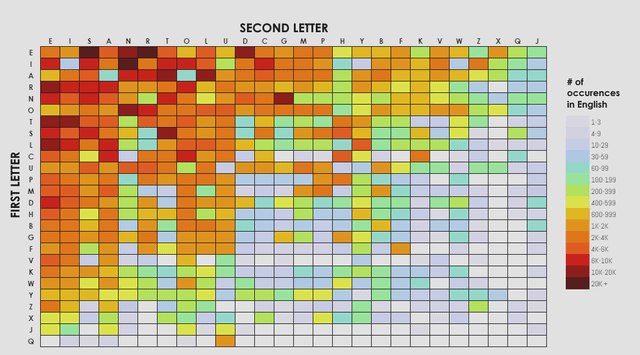 SECOND LETTER
E I S A N R T O L U D C G M P H Y B F K V W Z X Q J
FIRST LETTER
E
I
A
R
N
O
T
S
L
C
U
P
M
D
H
B
G
F
V
K
W
Y
Z
X
J
Q
# of
occurences
in English
1-3
4-9
10-29
30-59
60-99
100-199
200-399
400-599
600-999
1K-2K
2K-4K
4K-6K
6K-10K
10K-20K
20K+